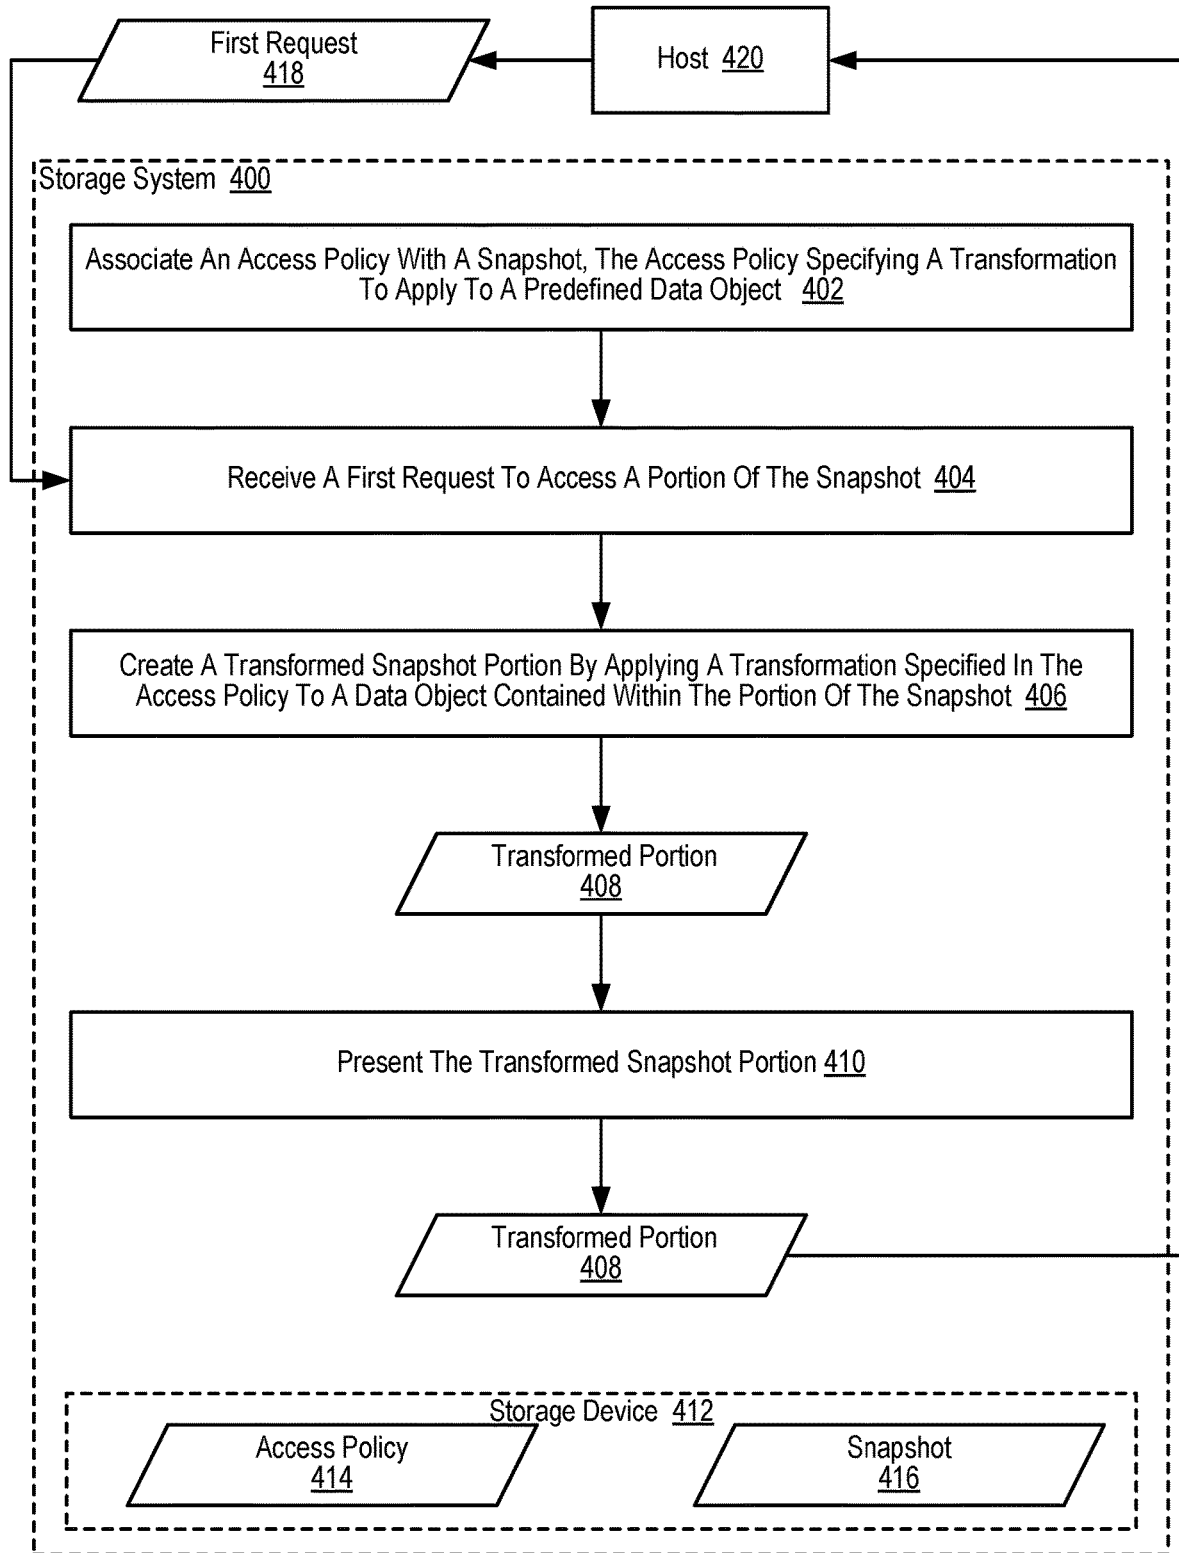 First Request
418
Host 420
Storage System 400
Associate An Access Policy With A Snapshot, The Access Policy Specifying A Transformation
To Apply To A Predefined Data Object 402
Receive A First Request To Access A Portion Of The Snapshot 404
Create A Transformed Snapshot Portion By Applying A Transformation Specified In The
Access Policy To A Data Object Contained Within The Portion Of The Snapshot 406
Transformed Portion
408
Present The Transformed Snapshot Portion 410
Transformed Portion
408
Storage Device 412
Access Policy
414
Snapshot
416